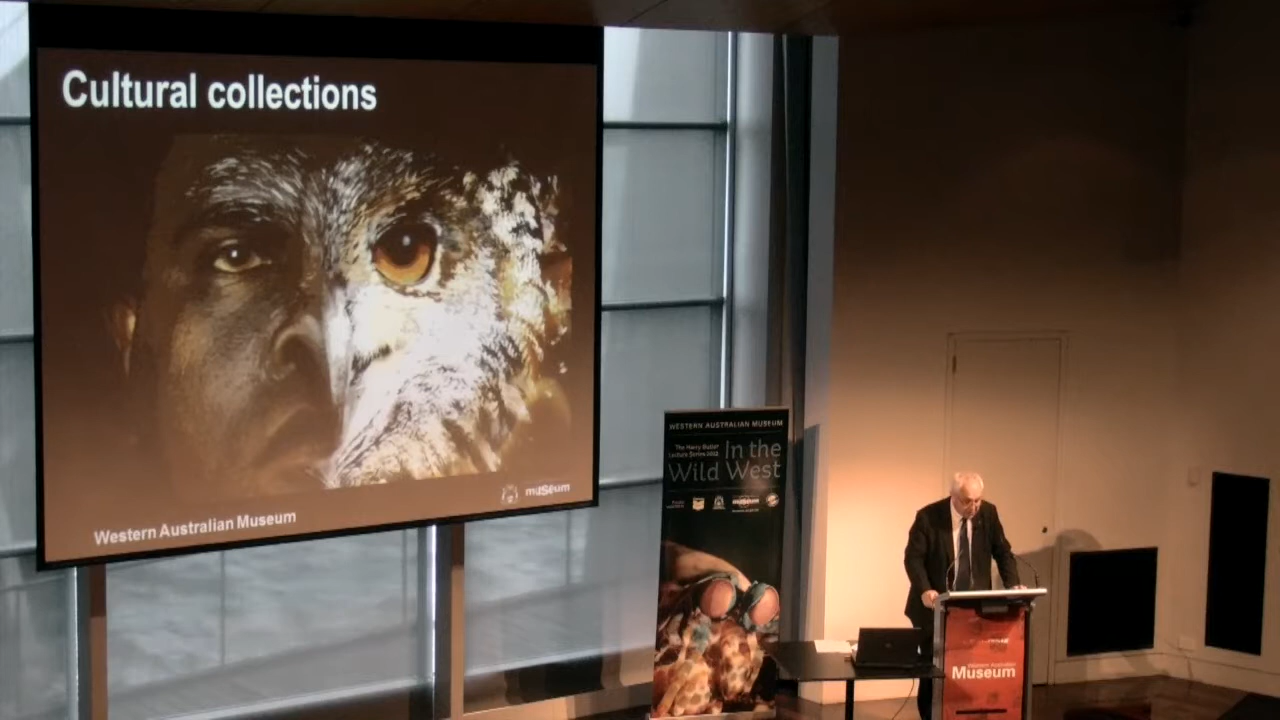 Cultural collections
museum
Western Australian Museum
WESTERN AUSTRALIAN MUSEUM
The Harry Butler
Lecture Series 2012
In the
Wild West
museum
Western Australian
Museum